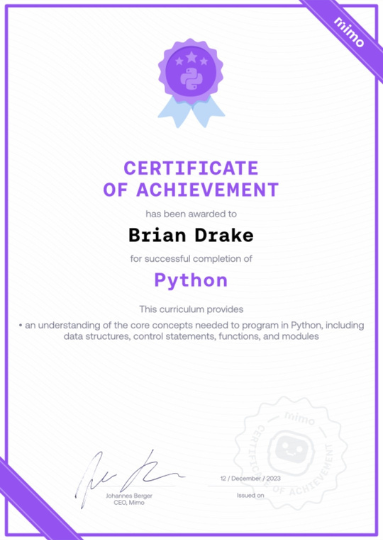 mimo
CERTIFICATE
OF ACHIEVEMENT
has been awarded to
Brian Drake
for successful completion of
Python
This curriculum provides
• an understanding of the core concepts needed to program in Python, including
data structures, control statements, functions, and modules
mimo
CERTIFICATE OF ACHIEVEMENT
12 / December / 2023
Johannes Berger
CEO, Mimo
Issued on